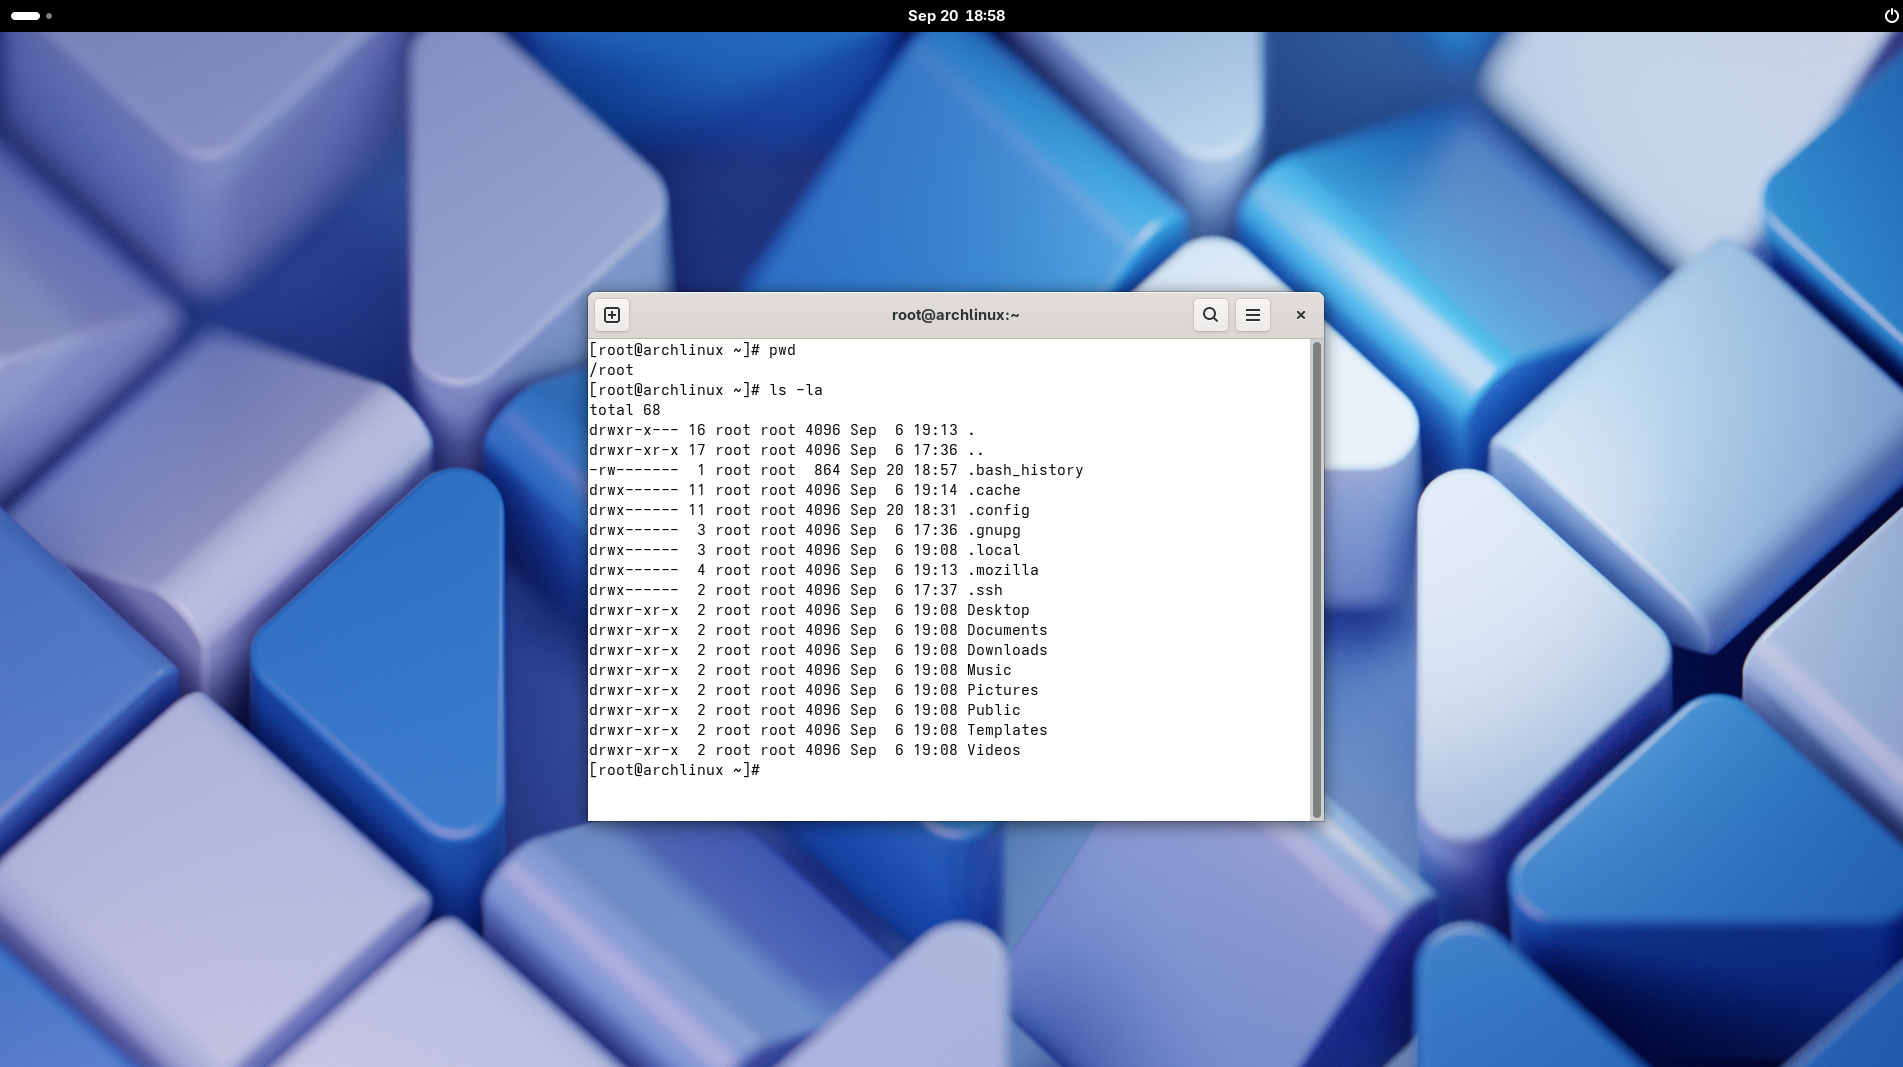 Sep 20  18:58
root@archlinux:~
[root@archlinux ~]# pwd
/root
[root@archlinux ~]# ls -la
total 68
drwxr-x--- 16 root root 4096 Sep  6 19:13 .
drwxr-xr-x 17 root root 4096 Sep  6 17:36 ..
-rw-------  1 root root  864 Sep 20 18:57 .bash_history
drwx------ 11 root root 4096 Sep  6 19:14 .cache
drwx------ 11 root root 4096 Sep 20 18:31 .config
drwx------  3 root root 4096 Sep  6 17:36 .gnupg
drwx------  3 root root 4096 Sep  6 19:08 .local
drwx------  4 root root 4096 Sep  6 19:13 .mozilla
drwx------  2 root root 4096 Sep  6 17:37 .ssh
drwxr-xr-x  2 root root 4096 Sep  6 19:08 Desktop
drwxr-xr-x  2 root root 4096 Sep  6 19:08 Documents
drwxr-xr-x  2 root root 4096 Sep  6 19:08 Downloads
drwxr-xr-x  2 root root 4096 Sep  6 19:08 Music
drwxr-xr-x  2 root root 4096 Sep  6 19:08 Pictures
drwxr-xr-x  2 root root 4096 Sep  6 19:08 Public
drwxr-xr-x  2 root root 4096 Sep  6 19:08 Templates
drwxr-xr-x  2 root root 4096 Sep  6 19:08 Videos
[root@archlinux ~]#